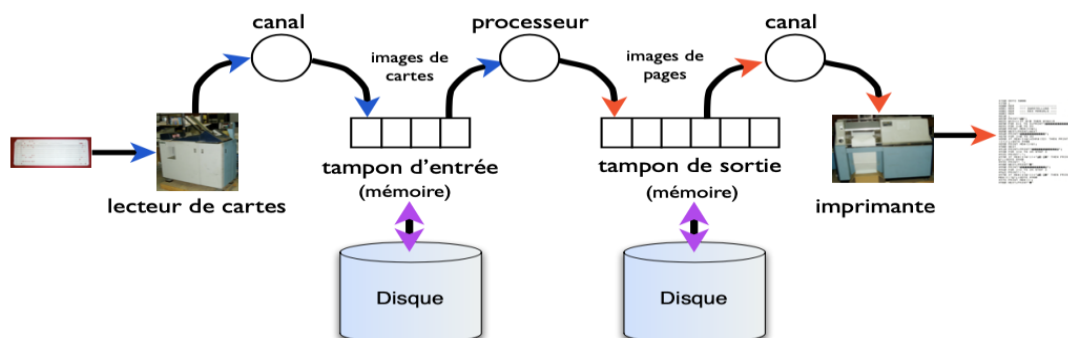 canal
processeur
canal
images de
cartes
images de
pages
tampon d'entrée
(mémoire)
tampon de sortie
(mémoire)
lecteur de cartes
imprimante
Disque
Disque